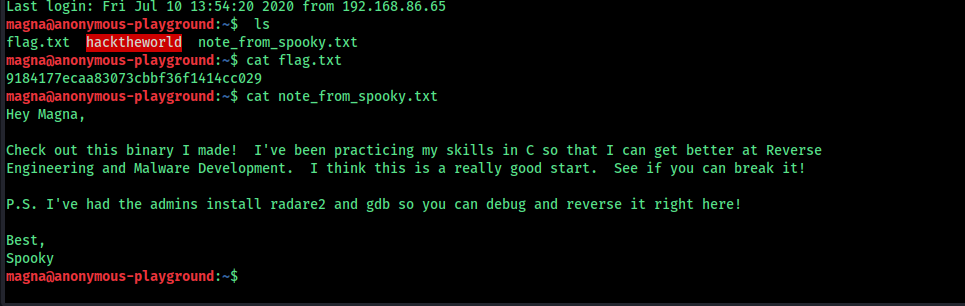 Last login: Fri Jul 10 13:54:20 2020 from 192.168.86.65
magna@anonymous-playground:~$ ls
flag.txt hacktheworld note_from_spooky.txt
magna@anonymous-playground:~$ cat flag.txt
9184177ecaa83073cbbf36f1414cc029
magna@anonymous-playground:~$ cat note_from_spooky.txt
Hey Magna,
Check out this binary I made! I've been practicing my skills in C so that I can get better at Reverse
Engineering and Malware Development. I think this is a really good start. See if you can break it!
P.S. I've had the admins install radare2 and gdb so you can debug and reverse it right here!
Best,
Spooky
magna@anonymous-playground:~$